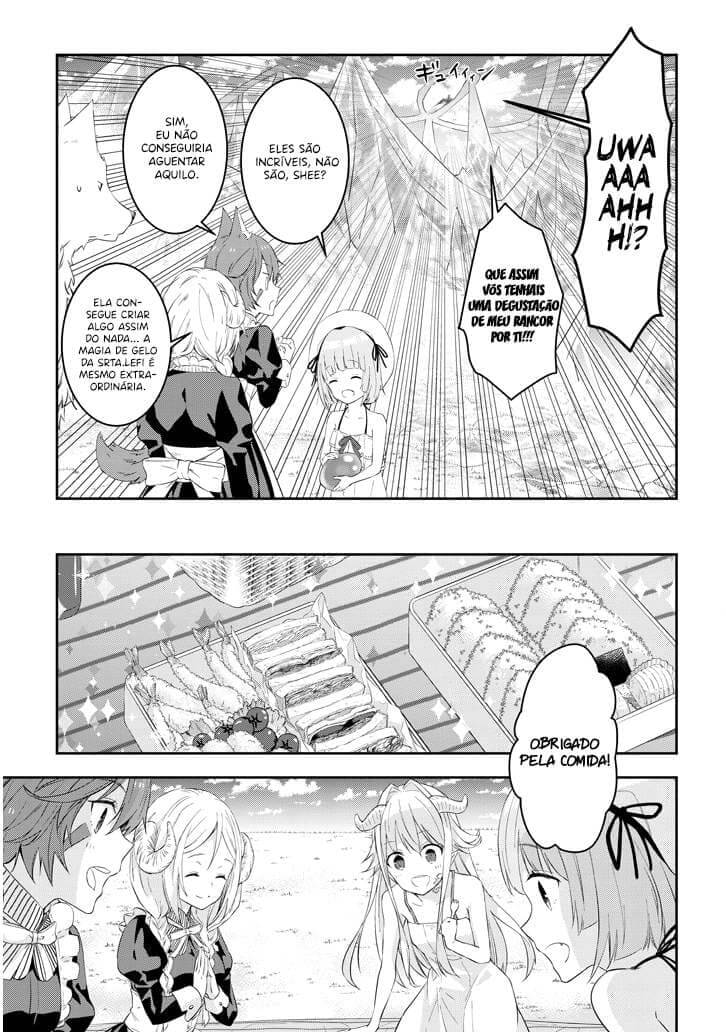 UWA
AAA
AHH
H!?
ギュイイィン
QUE ASSIM
VÓS TENHAIS
UMA DEGUSTAÇÃO
DE MEU RANCOR
POR TI!!!
ELES SÃO
INCRÍVEIS, NÃO
SÃO, SHEE?
SIM,
EU NÃO
CONSEGUIRIA
AGUENTAR
AQUILO.
ELA CON-
SEGUE CRIAR
ALGO ASSIM
DO NADA... A
MAGIA DE GELO
DA SRTA.LEFI É
MESMO EXTRA-
ORDINÁRIA.
OBRIGADO
PELA COMIDA!